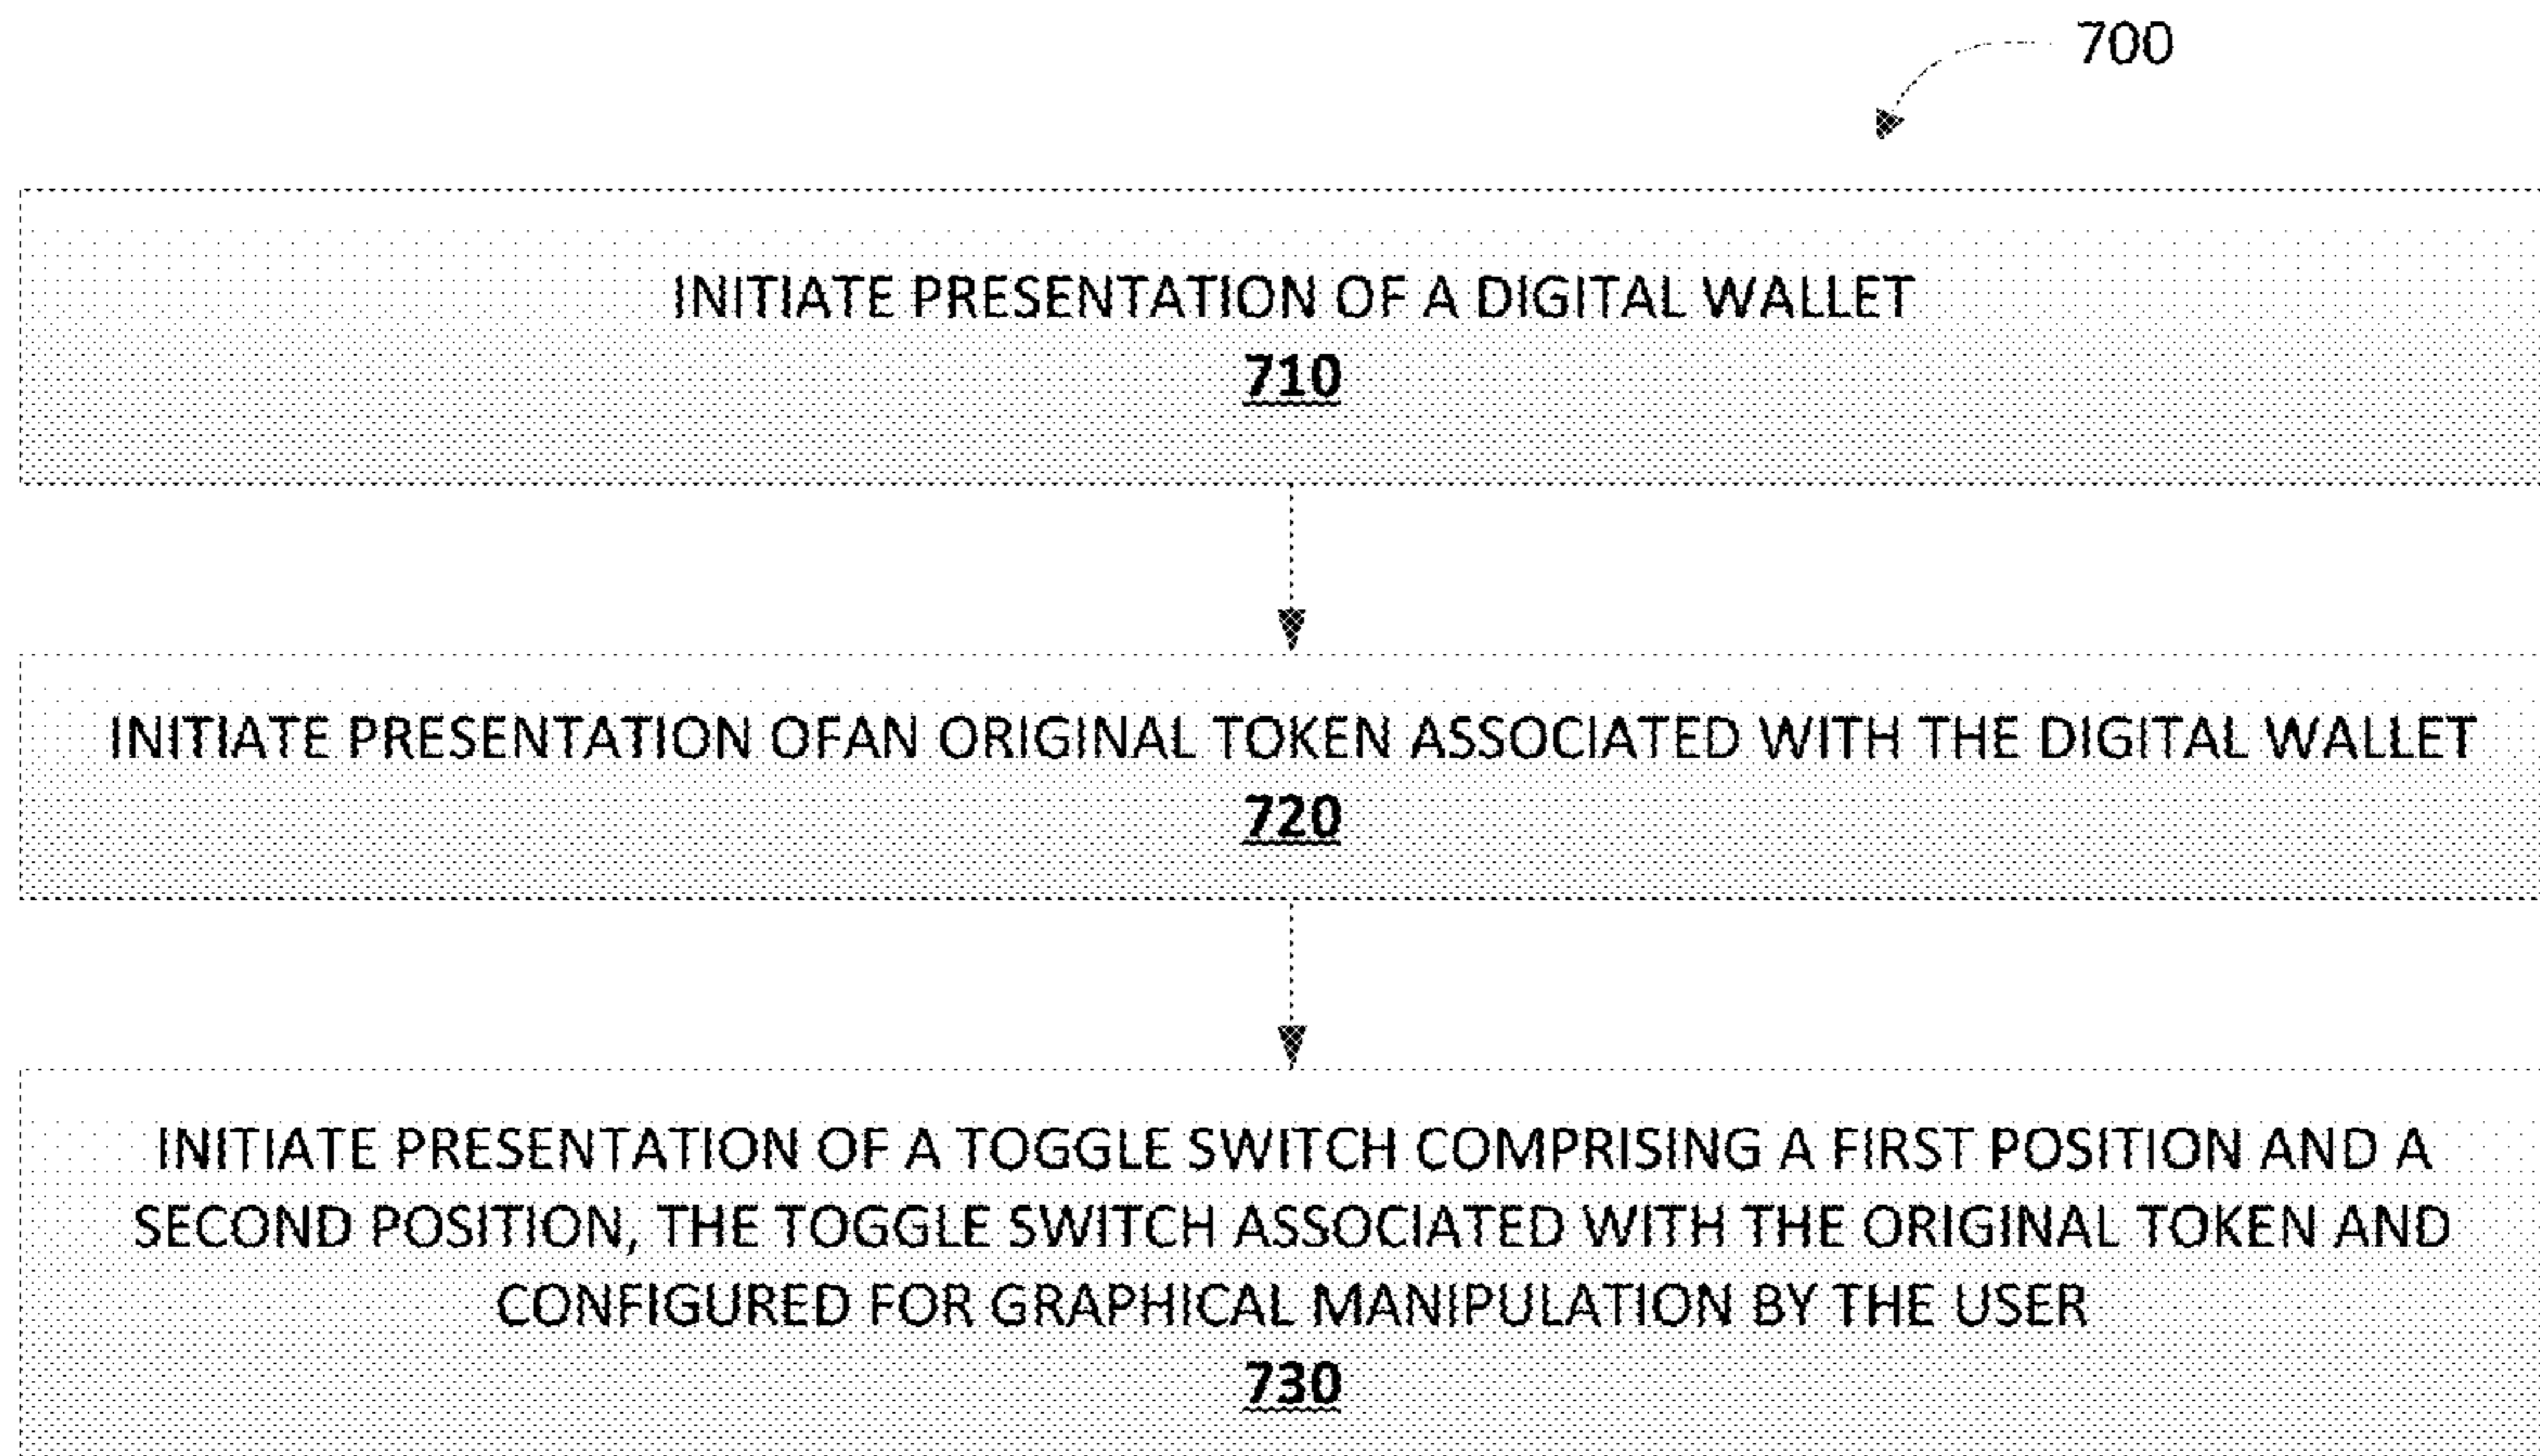 700
INITIATE PRESENTATION OF A DIGITAL WALLET
710
INITIATE PRESENTATION OFAN ORIGINAL TOKEN ASSOCIATED WITH THE DIGITAL WALLET
720
INITIATE PRESENTATION OF A TOGGLE SWITCH COMPRISING A FIRST POSITION AND A
SECOND POSITION, THE TOGGLE SWITCH ASSOCIATED WITH THE ORIGINAL TOKEN AND
CONFIGURED FOR GRAPHICAL MANIPULATION BY THE USER
730